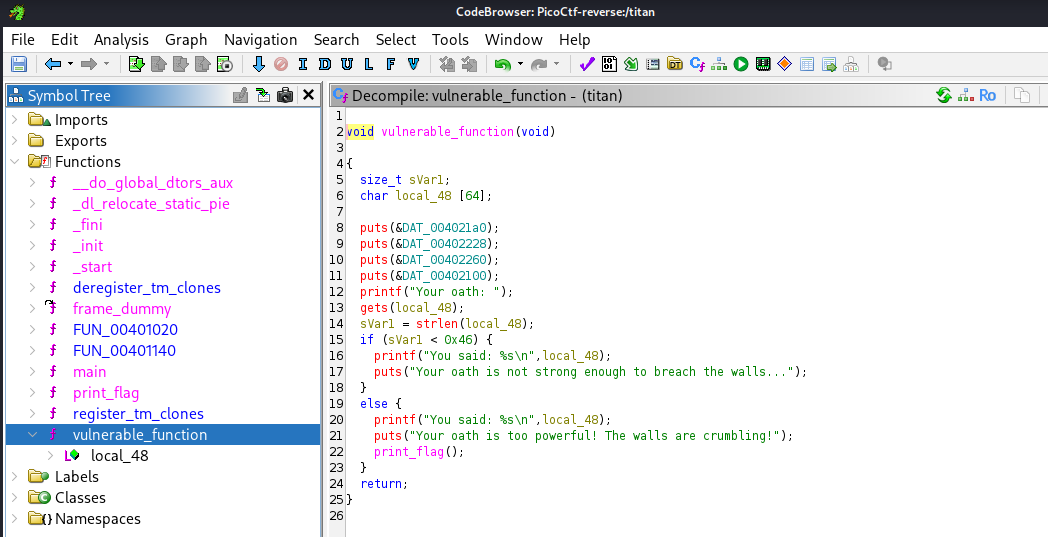 CodeBrowser: PicoCtf-reverse:/titan
File Edit Analysis Graph Navigation Search Select Tools Window Help
I D U L F V
Symbol Tree
Imports
Exports
Functions
f __do_global_dtors_aux
f _dl_relocate_static_pie
f _fini
f _init
f _start
f deregister_tm_clones
f frame_dummy
f FUN_00401020
f FUN_00401140
f main
f print_flag
f register_tm_clones
f vulnerable_function
local_48
Labels
Classes
Namespaces
Decompile: vulnerable_function - (titan)
Ro
1
2 void vulnerable_function(void)
3
4 {
5 size_t sVar1;
6 char local_48 [64];
7
8 puts(&DAT_004021a0);
9 puts(&DAT_00402228);
10 puts(&DAT_00402260);
11 puts(&DAT_00402100);
12 printf("Your oath: ");
13 gets(local_48);
14 sVar1 = strlen(local_48);
15 if (sVar1 < 0x46) {
16 printf("You said: %s\n",local_48);
17 puts("Your oath is not strong enough to breach the walls...");
18 }
19 else {
20 printf("You said: %s\n",local_48);
21 puts("Your oath is too powerful! The walls are crumbling!");
22 print_flag();
23 }
24 return;
25 }
26